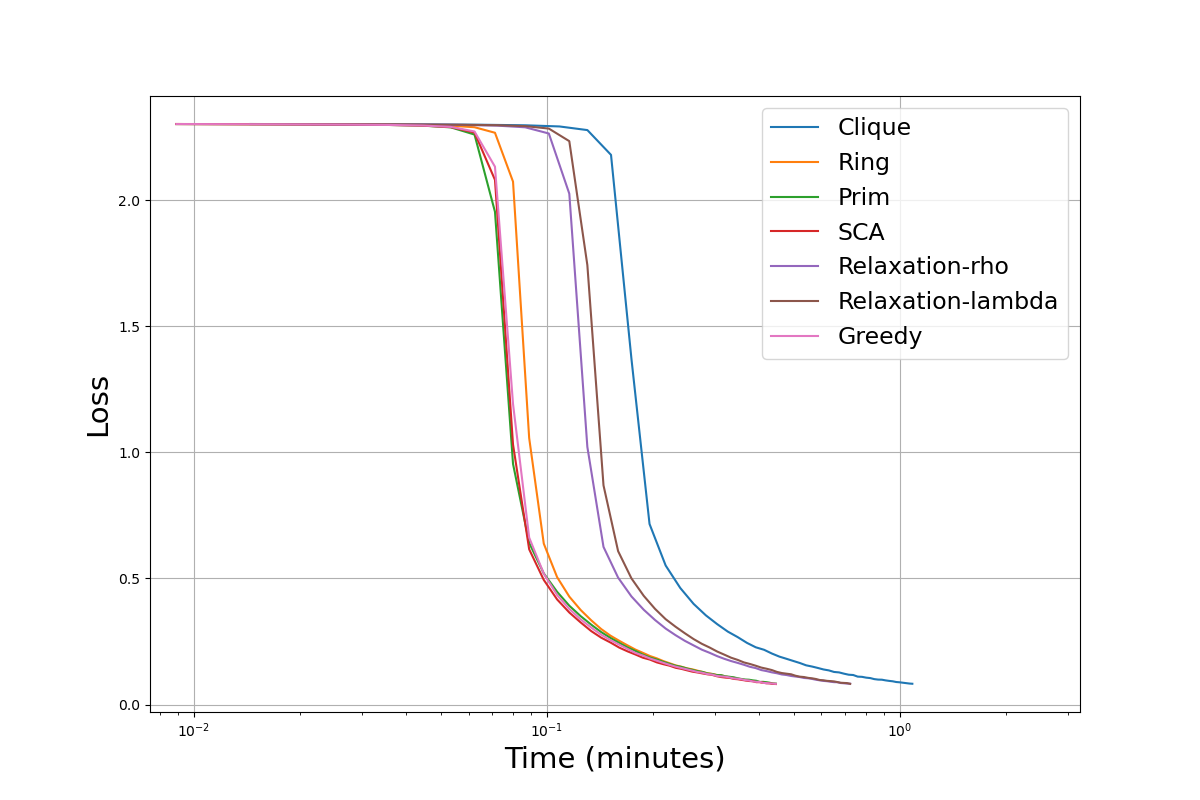 Clique
Ring
Prim
SCA
Relaxation-rho
Relaxation-lambda
Greedy
2.0
1.5
1.0
0.5
0.0
Loss
10⁻² 10⁻¹ 10⁰
Time (minutes)